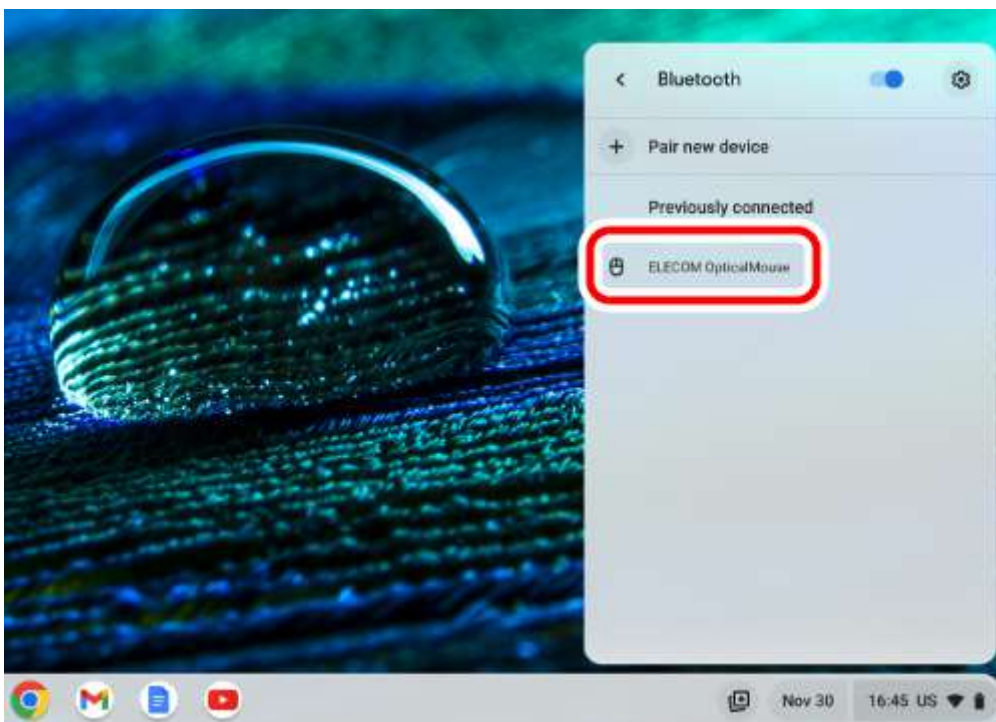 Bluetooth
Pair new device
Previously connected
ELECOM OpticalMouse
Nov 30
16:45 US